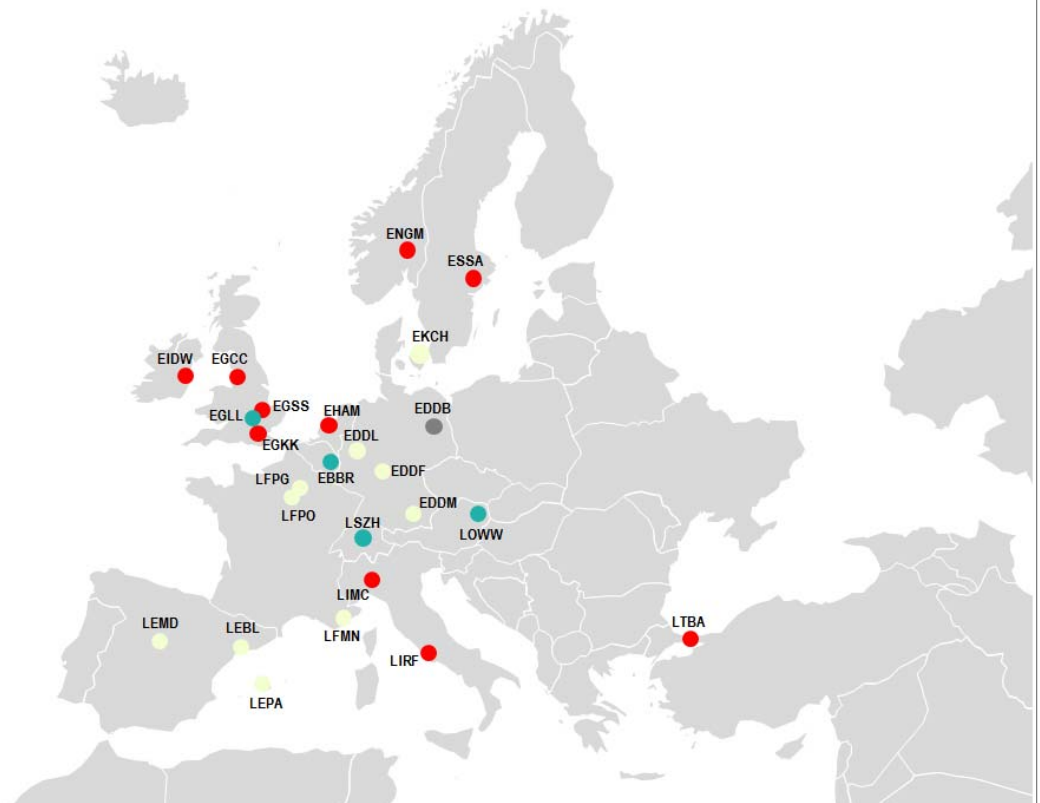 ENGM
ESSA
EKCH
EIDW
EGCC
EGSS
EGLL
EHAM
EDDB
EGKK
EDDL
LFPG
EBBR
EDDF
LFPO
EDDM
LSZH
LOWW
LIMC
LEMD
LEBL
LFMN
LTBA
LIRF
LEPA